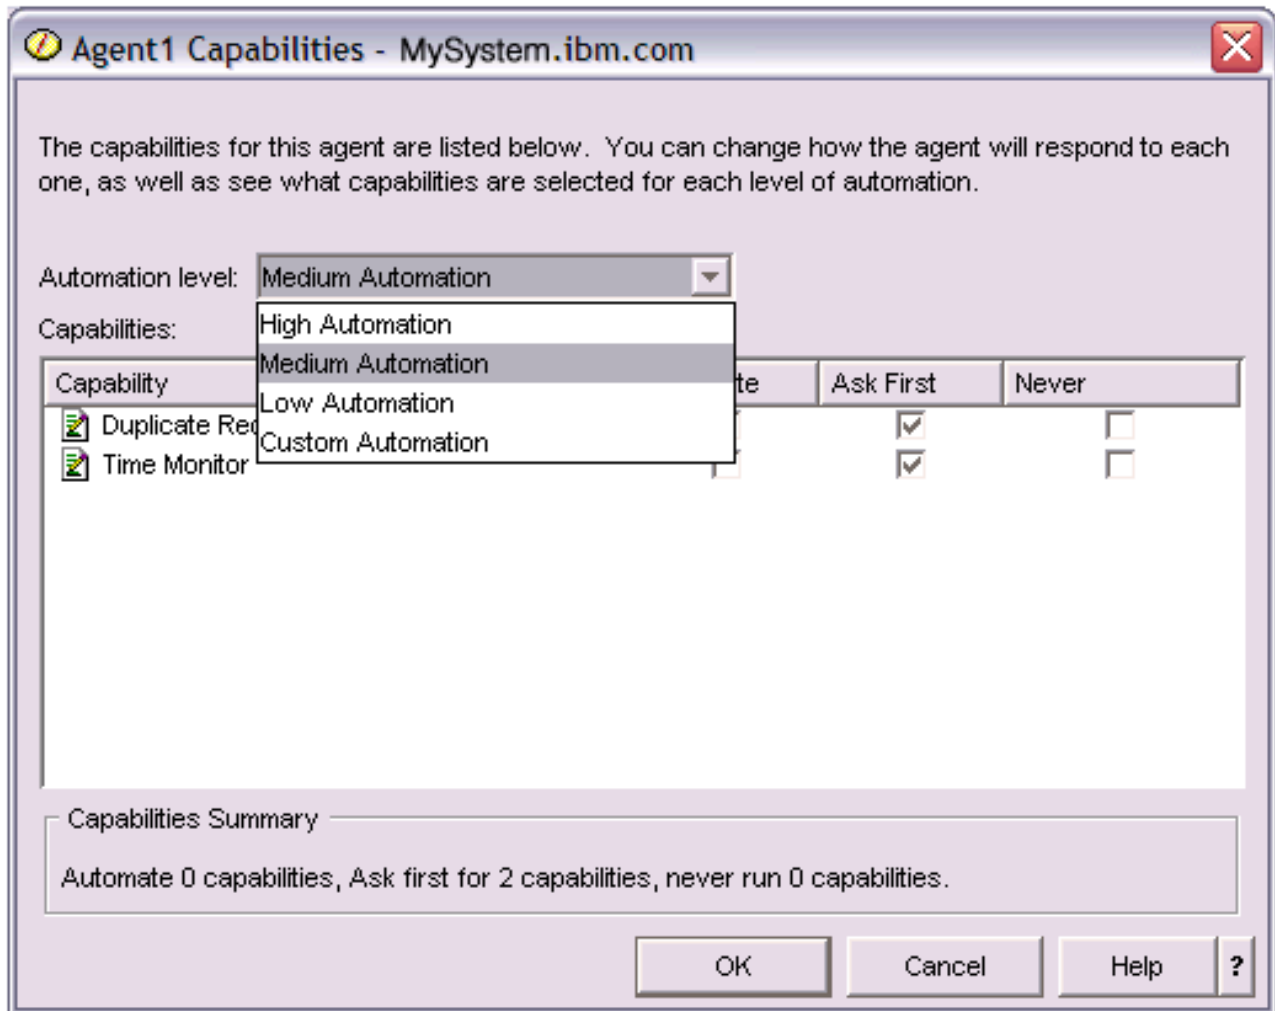 Agent1 Capabilities - MySystem.ibm.com
The capabilities for this agent are listed below. You can change how the agent will respond to each
one, as well as see what capabilities are selected for each level of automation.
Automation level: Medium Automation
High Automation
Capabilities:
Medium Automation
Capability te Ask First Never
Low Automation
Duplicate Rec
Custom Automation
Time Monitor
Capabilities Summary
Automate 0 capabilities, Ask first for 2 capabilities, never run 0 capabilities.
OK Cancel Help ?